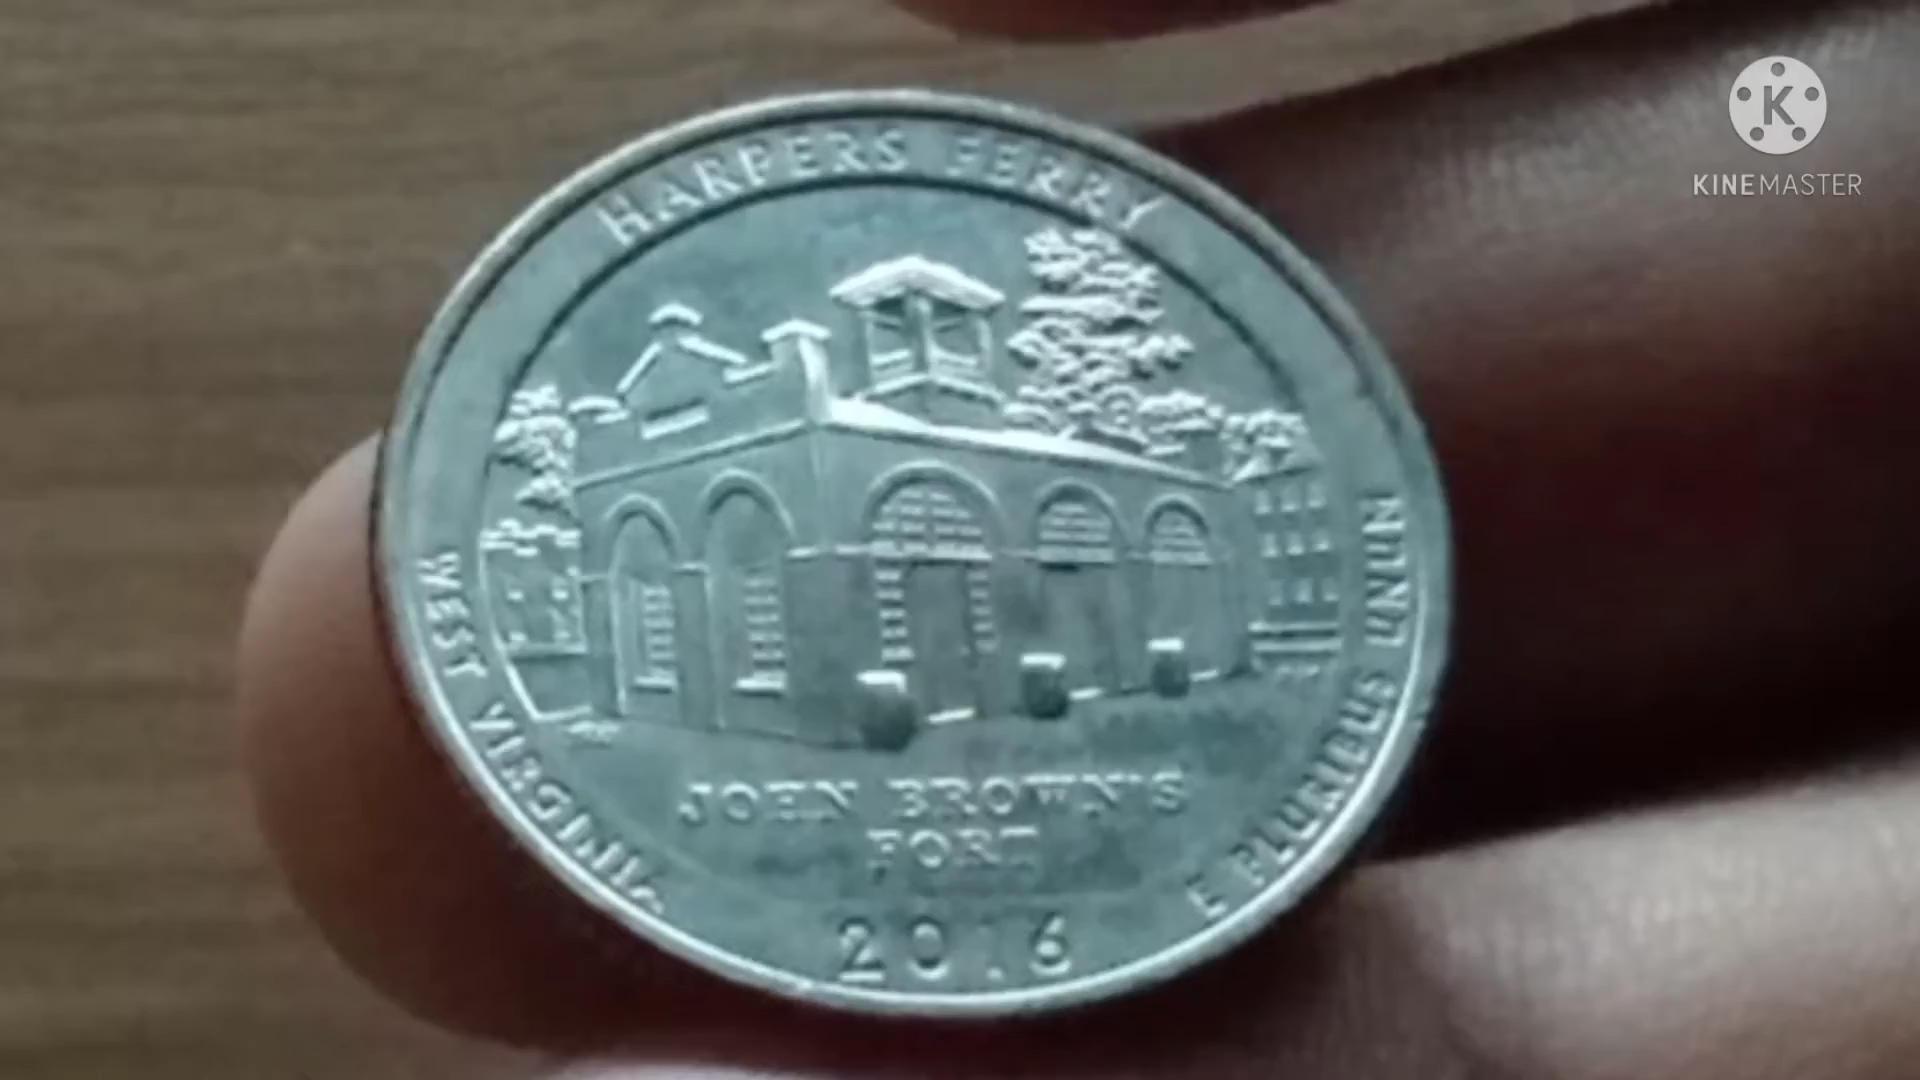 HARPERS FERRY
WEST VIRGINIA
JOHN BROWN'S
FORT
2016
E PLURIBUS UNUM
KINEMASTER